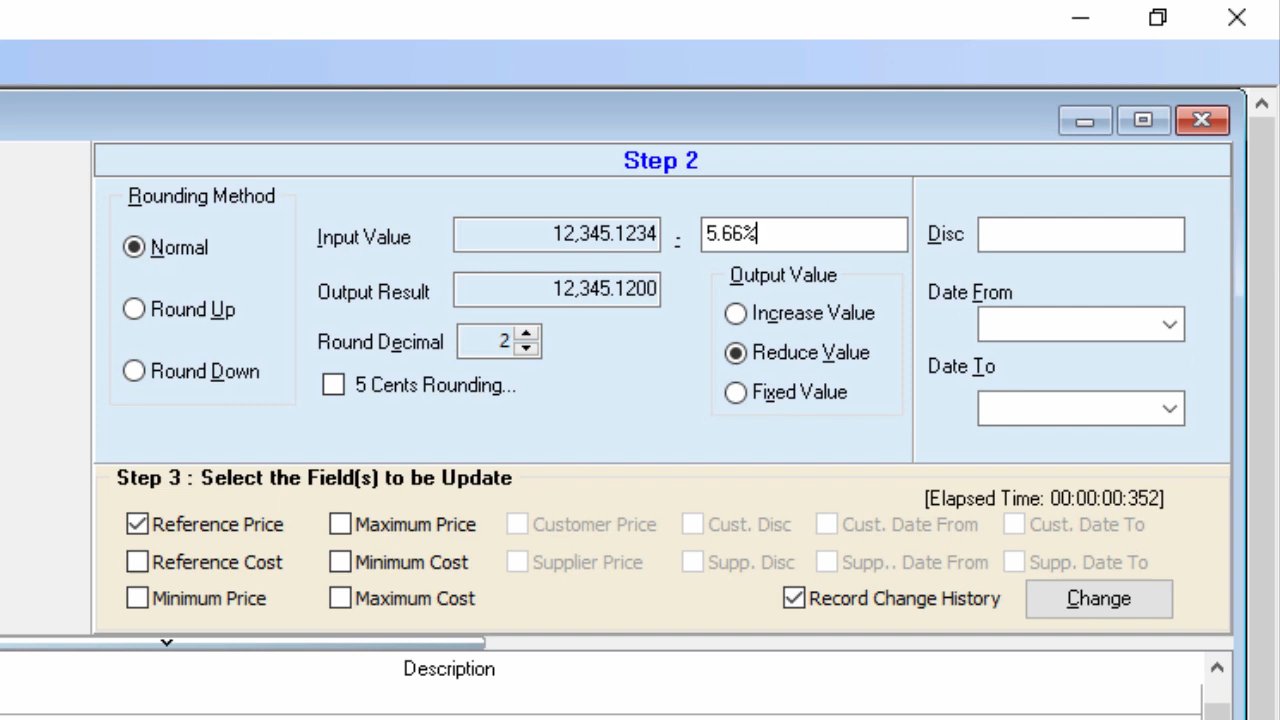 Step 2
Rounding Method
Normal
Round Up
Round Down
Input Value 12,345.1234 - 5.66%
Output Result 12,345.1200
Round Decimal 2
5 Cents Rounding...
Output Value
Increase Value
Reduce Value
Fixed Value
Disc
Date From
Date To
Step 3 : Select the Field(s) to be Update
[Elapsed Time: 00:00:00:352]
Reference Price Maximum Price Customer Price Cust. Disc Cust. Date From Cust. Date To
Reference Cost Minimum Cost Supplier Price Supp. Disc Supp.. Date From Supp. Date To
Minimum Price Maximum Cost Record Change History Change
Description